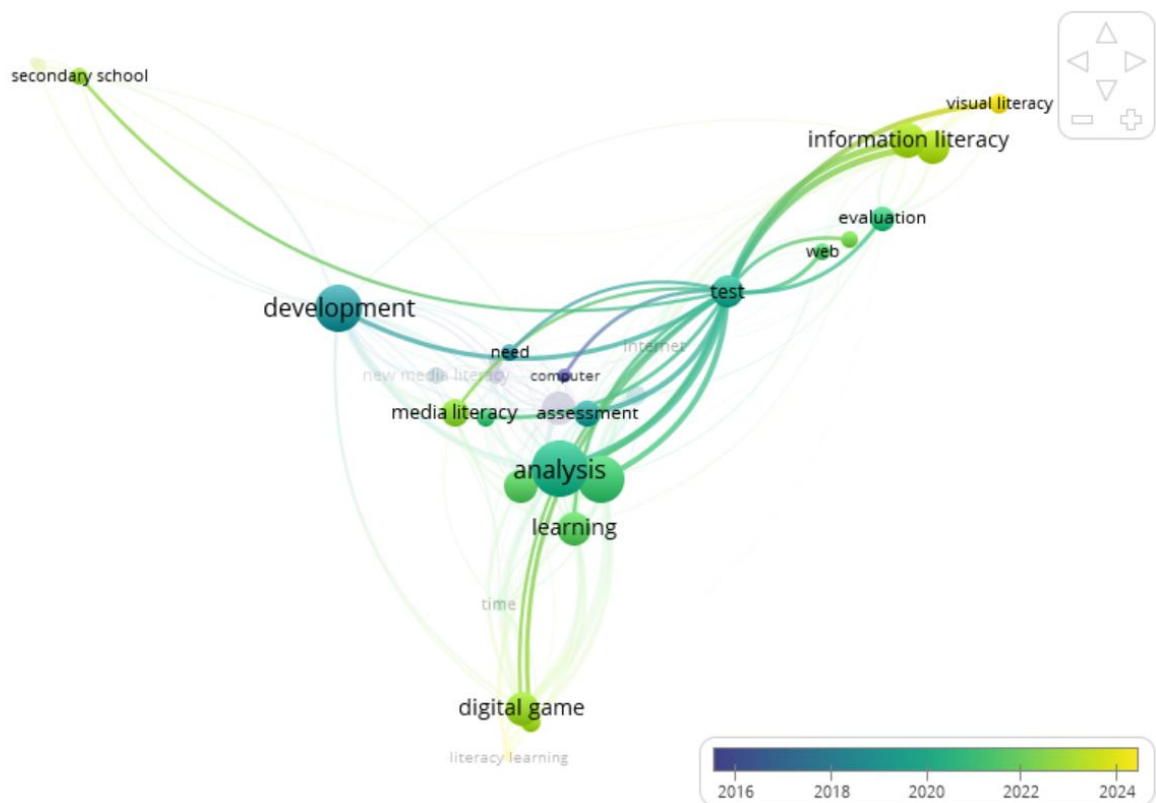 secondary school
visual literacy
information literacy
evaluation
web
test
development
internet
need
new media literacy
computer
media literacy
assessment
analysis
learning
time
digital game
literacy learning
2016
2018
2020
2022
2024